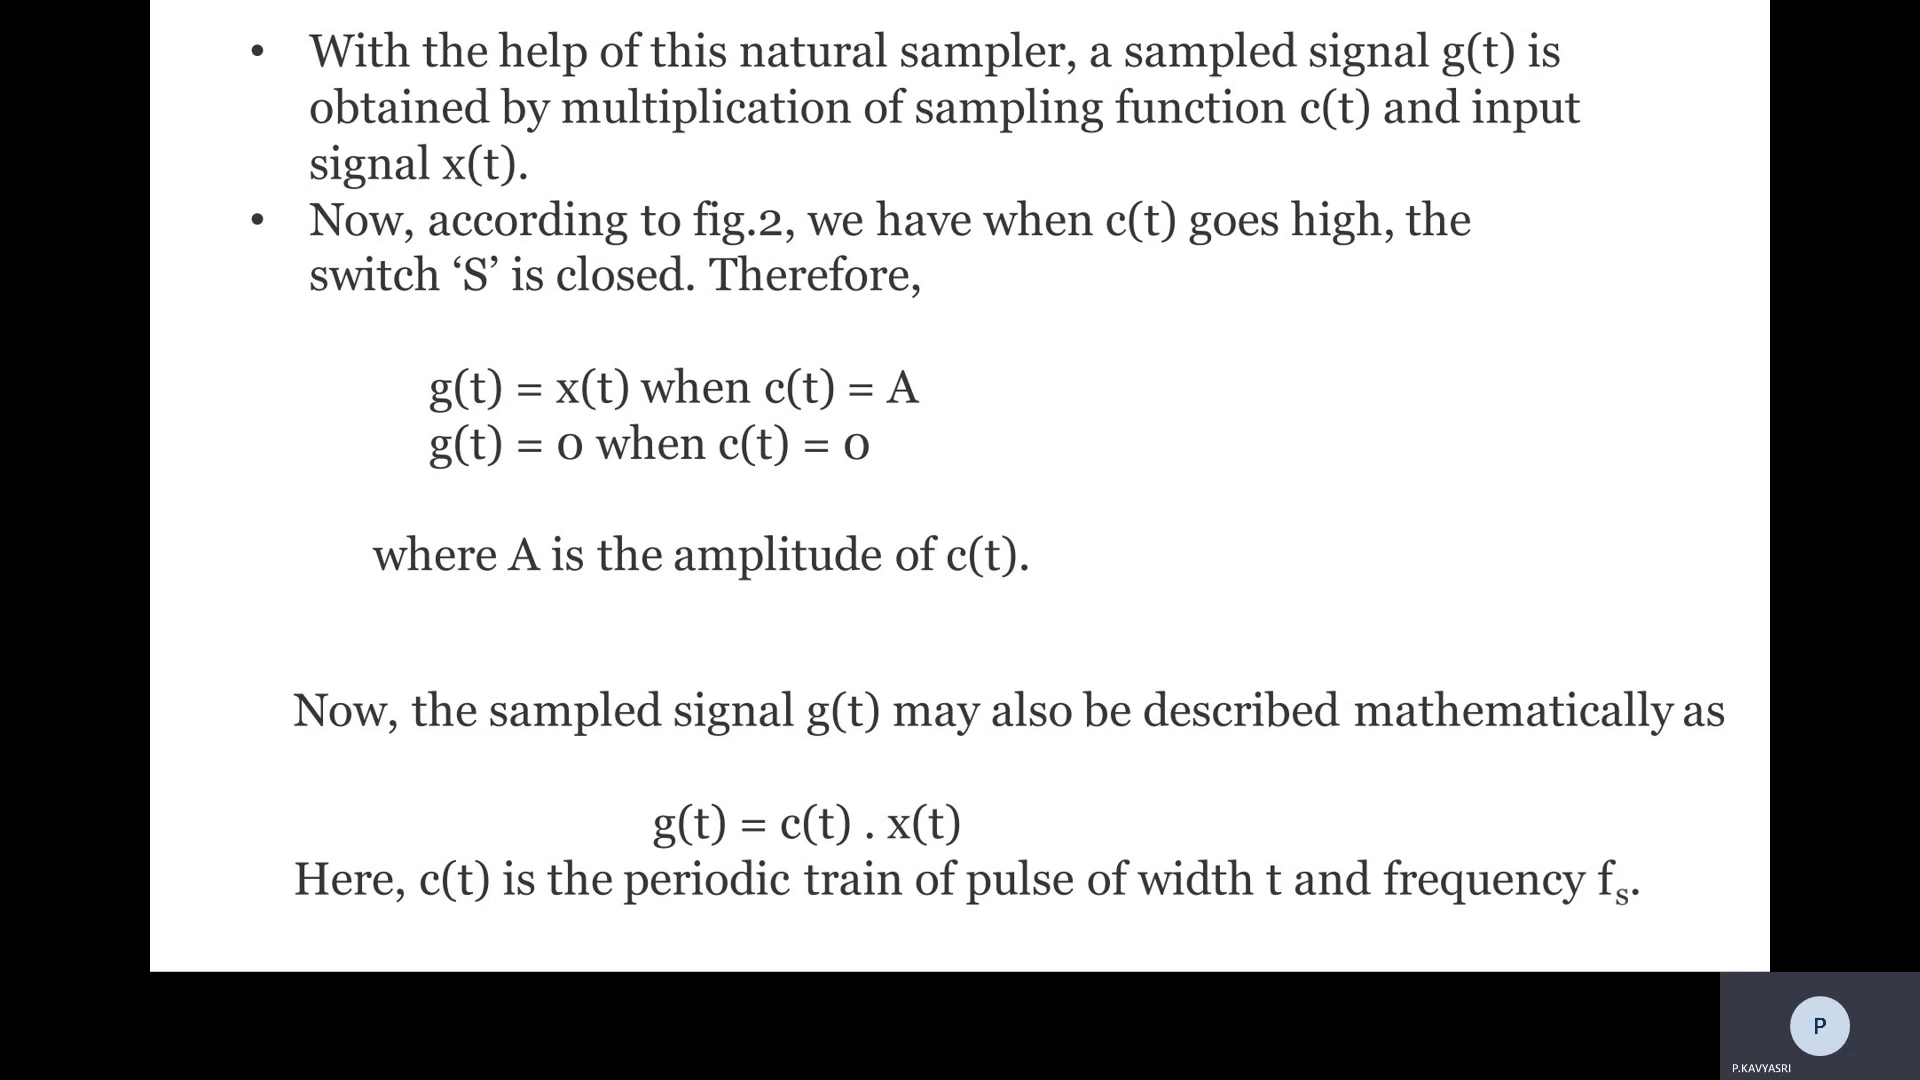 • With the help of this natural sampler, a sampled signal g(t) is
obtained by multiplication of sampling function c(t) and input
signal x(t).
• Now, according to fig.2, we have when c(t) goes high, the
switch ‘S’ is closed. Therefore,
g(t) = x(t) when c(t) = A
g(t) = 0 when c(t) = 0
where A is the amplitude of c(t).
Now, the sampled signal g(t) may also be described mathematically as
g(t) = c(t) . x(t)
Here, c(t) is the periodic train of pulse of width t and frequency fₛ.
P
P.KAVYASRI